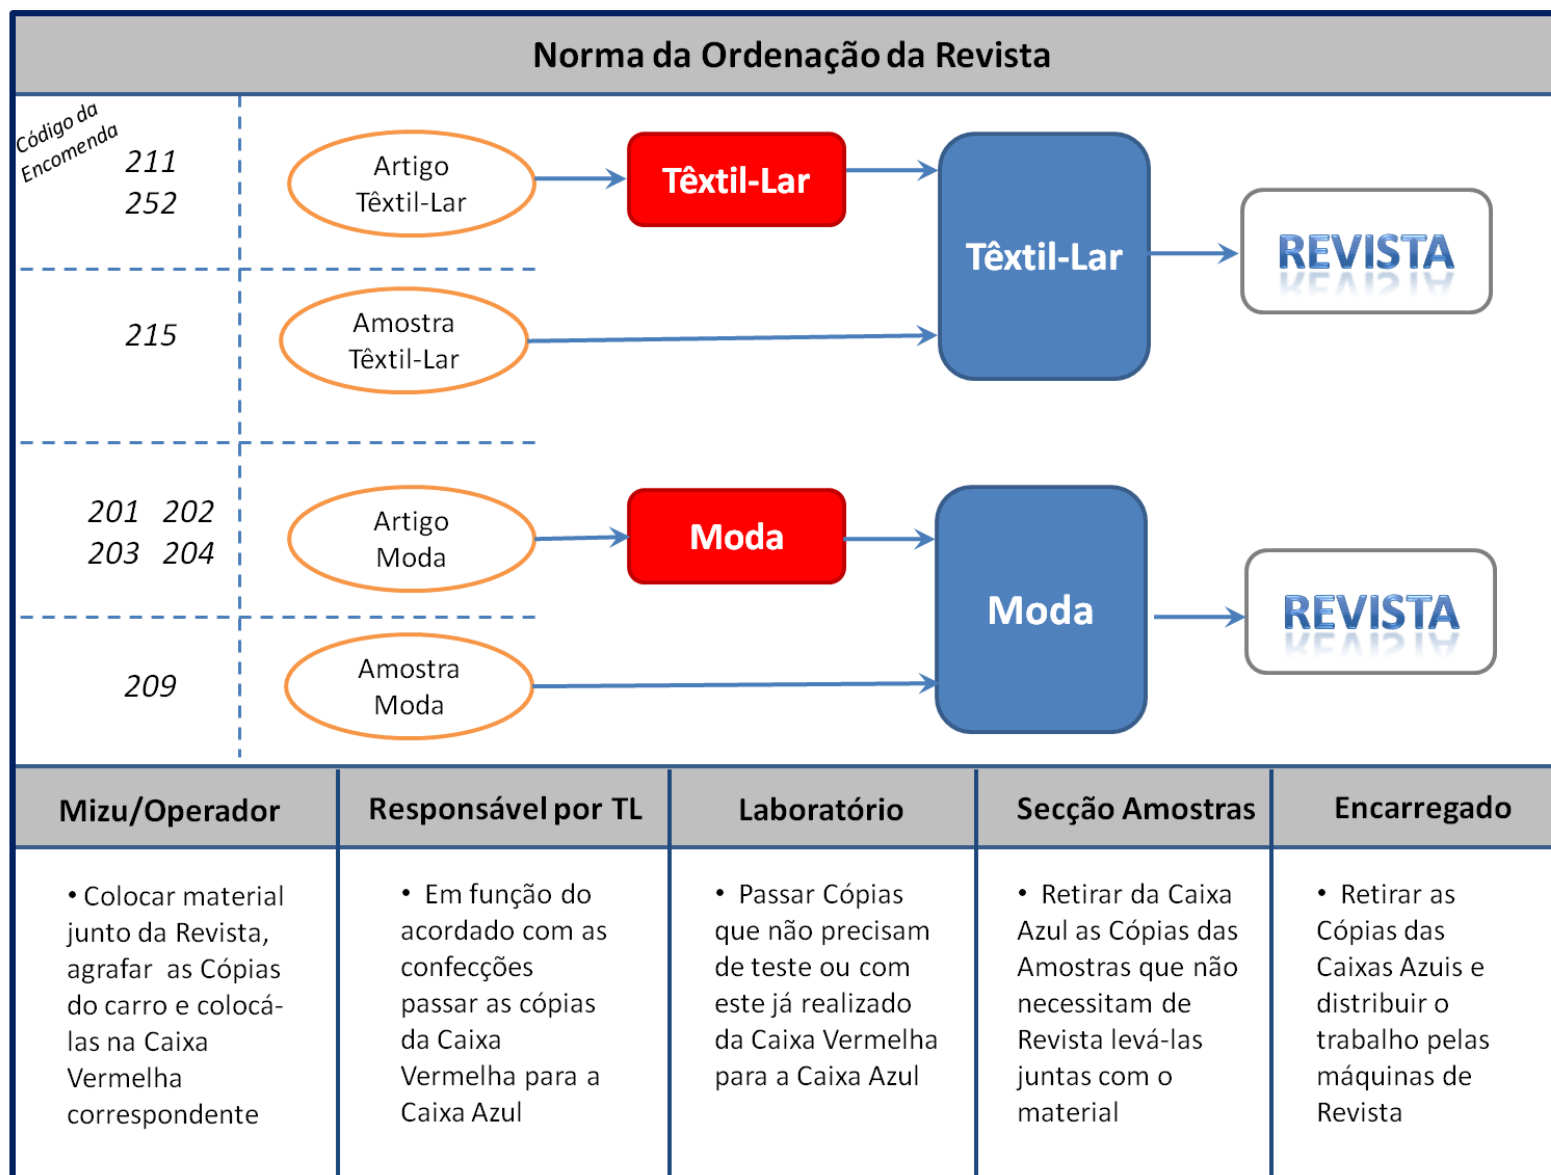 Norma da Ordenação da Revista
Código da
Encomenda
211
252
Artigo
Têxtil-Lar
Têxtil-Lar
Têxtil-Lar
REVISTA
215
Amostra
Têxtil-Lar
201 202
203 204
Artigo
Moda
Moda
Moda
REVISTA
209
Amostra
Moda
Mizu/Operador
• Colocar material
junto da Revista,
agrafar as Cópias
do carro e colocá-
las na Caixa
Vermelha
correspondente
Responsável por TL
• Em função do
acordado com as
confecções
passar as cópias
da Caixa
Vermelha para a
Caixa Azul
Laboratório
• Passar Cópias
que não precisam
de teste ou com
este já realizado
da Caixa Vermelha
para a Caixa Azul
Secção Amostras
• Retirar da Caixa
Azul as Cópias das
Amostras que não
necessitam de
Revista levá-las
juntas com o
material
Encarregado
• Retirar as
Cópias das
Caixas Azuis e
distribuir o
trabalho pelas
máquinas de
Revista